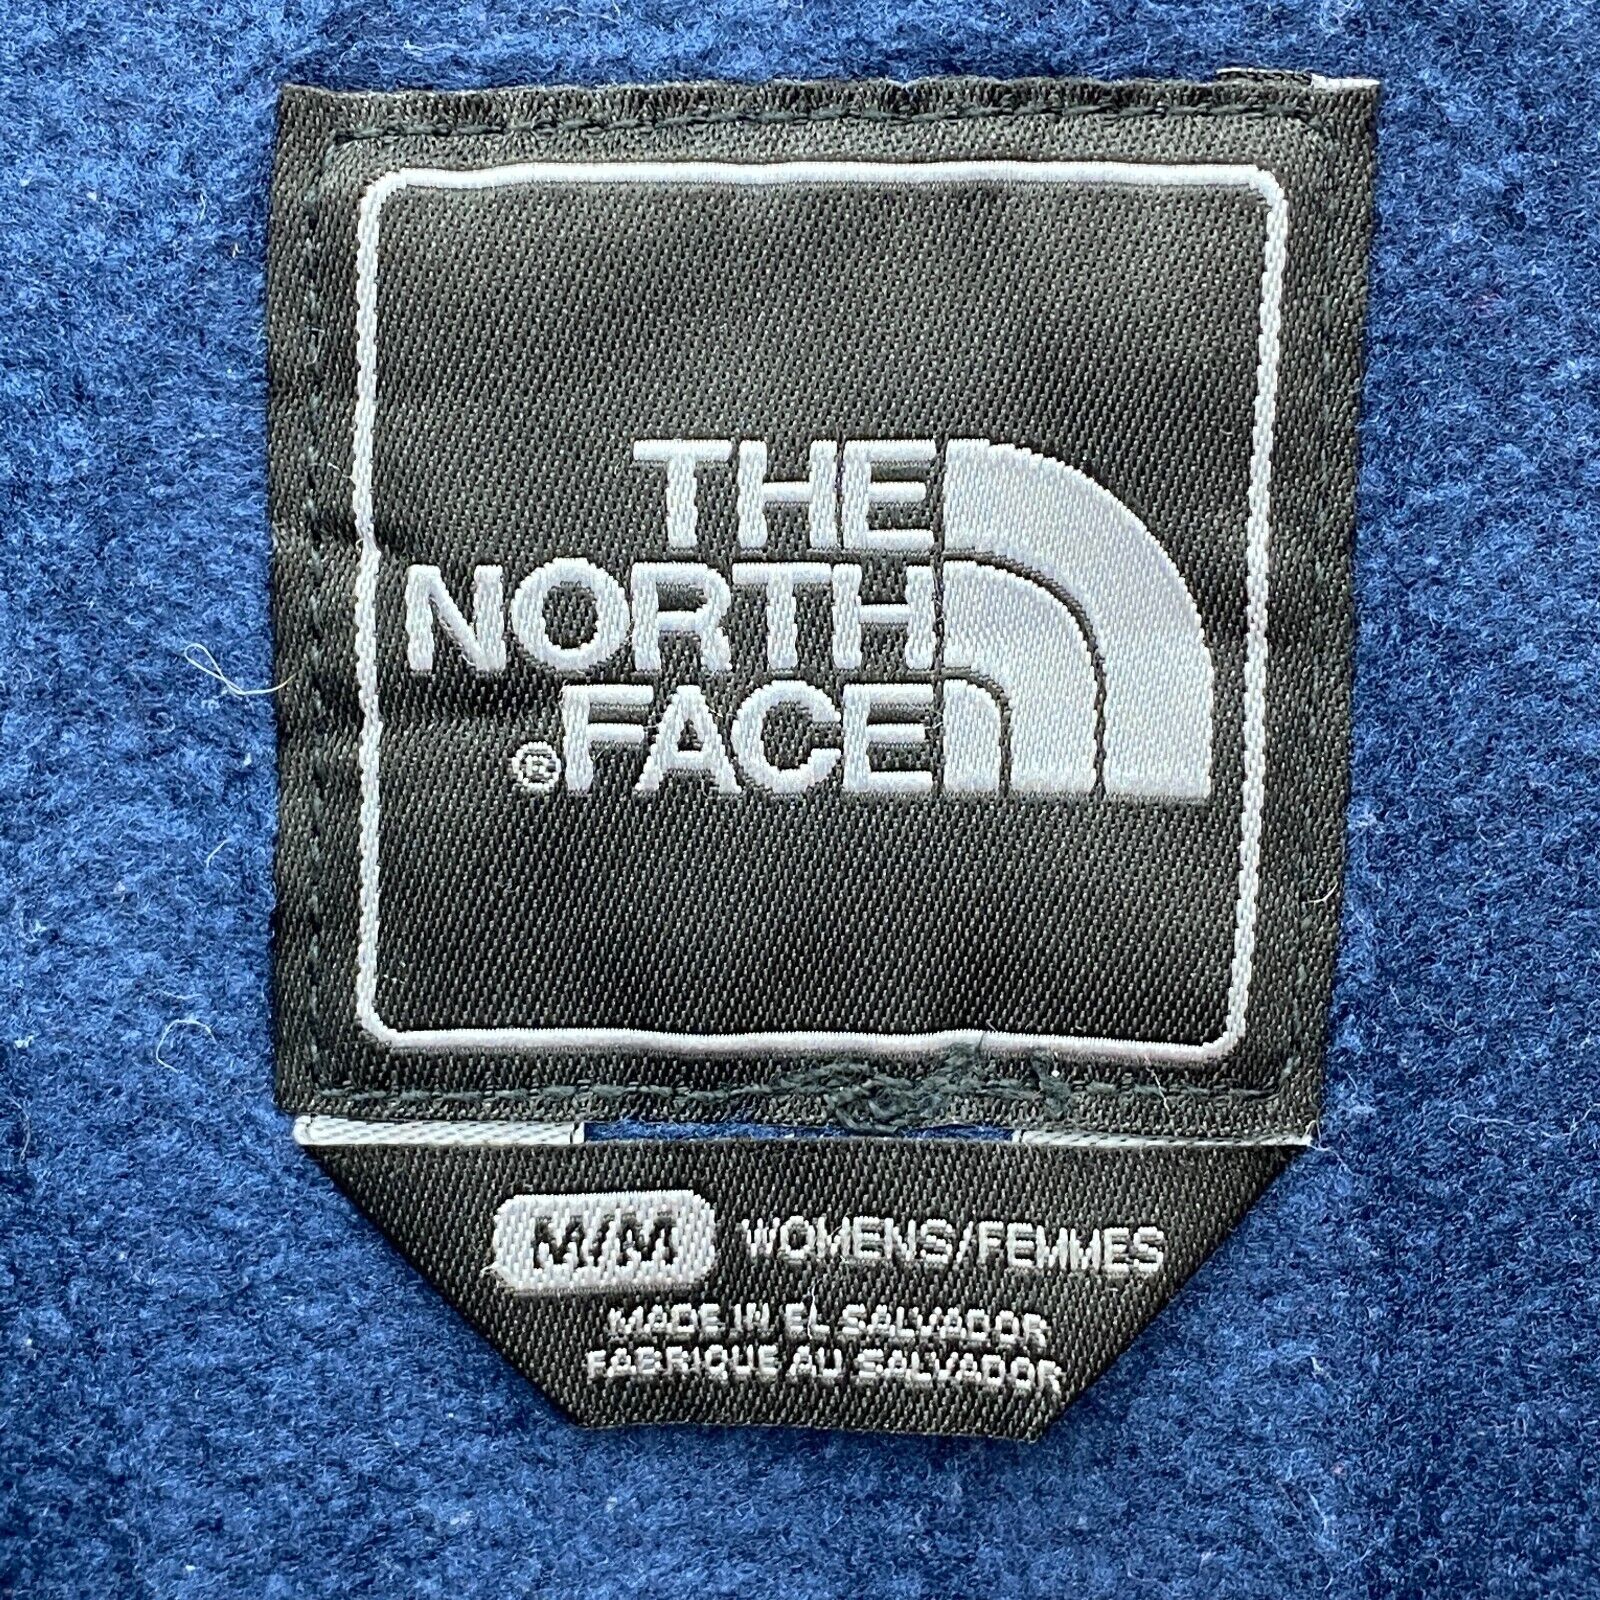 THE
NORTH
®FACE
M/M WOMENS/FEMMES
MADE IN EL SALVADOR
FABRIQUE AU SALVADOR